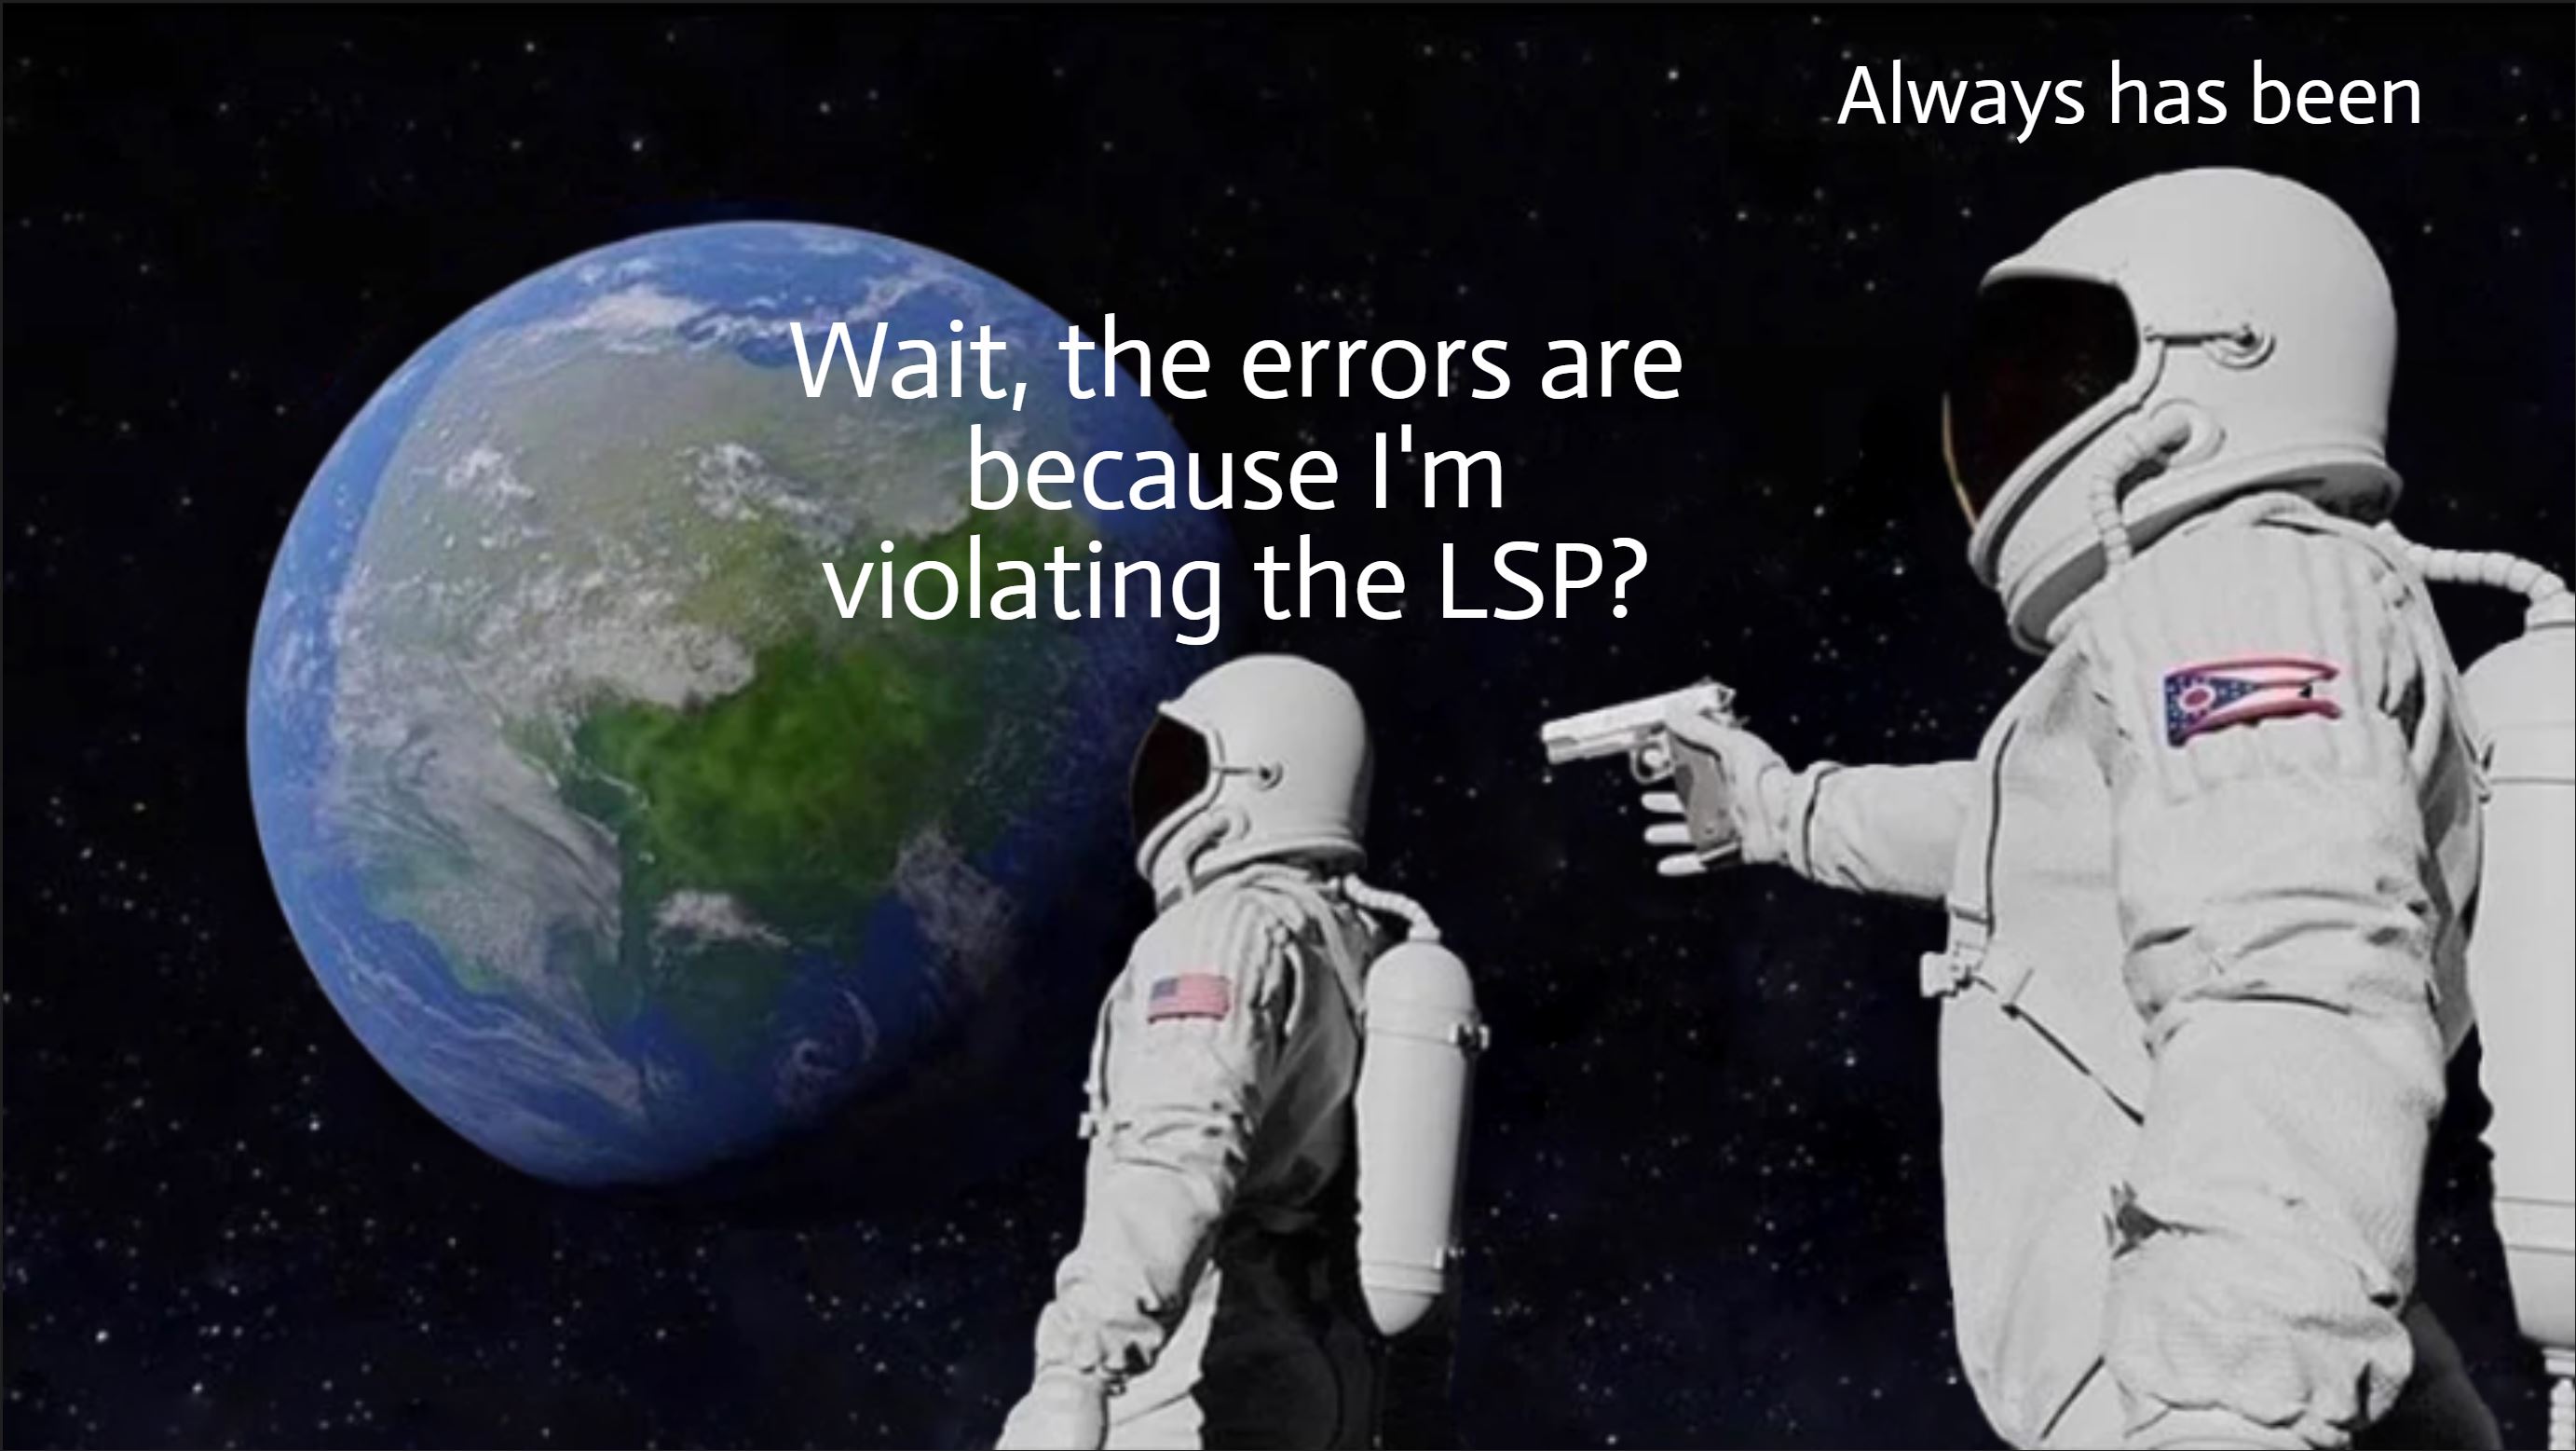 Always has been
Wait, the errors are
because I'm
violating the LSP?